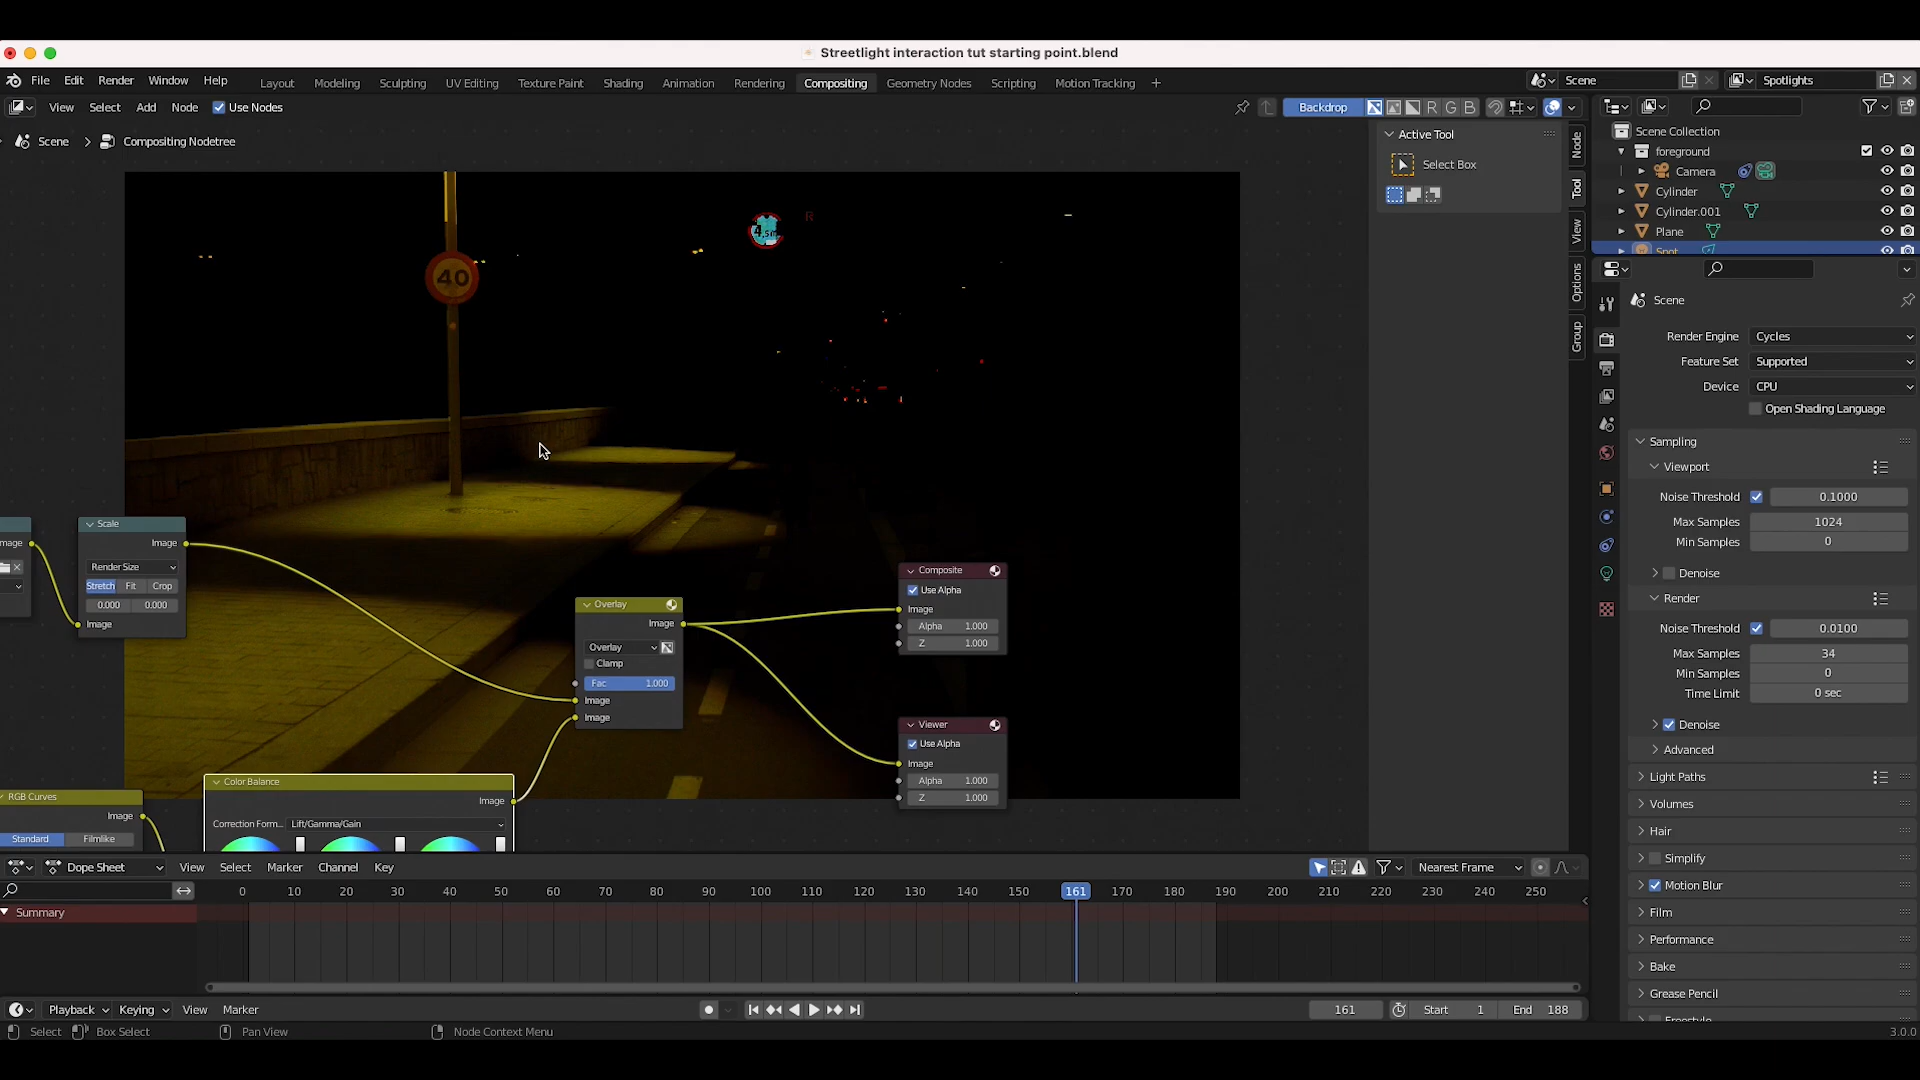 Streetlight interaction tut starting point.blend
File Edit Render Window Help
Layout Modeling Sculpting UV Editing Texture Paint Shading Animation Rendering Compositing Geometry Nodes Scripting Motion Tracking +
Scene
Spotlights
View Select Add Node Use Nodes
Backdrop R G B
Scene > Compositing Nodetree
Active Tool
Select Box
Node
Tool
View
Options
Group
Scene Collection
foreground
Camera
Cylinder
Cylinder.001
Plane
Spot
Scene
Render Engine Cycles
Feature Set Supported
Device CPU
Open Shading Language
Sampling
Viewport
Noise Threshold 0.1000
Max Samples 1024
Min Samples 0
Denoise
Render
Noise Threshold 0.0100
Max Samples 34
Min Samples 0
Time Limit 0 sec
Denoise
Advanced
Light Paths
Volumes
Hair
Simplify
Motion Blur
Film
Performance
Bake
Grease Pencil
Freestyle
40
R
Image
Scale
Image
Render Size
Stretch Fit Crop
0.000 0.000
Image
Overlay
Image
Overlay
Clamp
Fac 1.000
Image
Image
Composite
Use Alpha
Image
Alpha 1.000
Z 1.000
Viewer
Use Alpha
Image
Alpha 1.000
Z 1.000
RGB Curves
Image
Standard Filmlike
Color Balance
Image
Correction Form... Lift/Gamma/Gain
Dope Sheet View Select Marker Channel Key
Nearest Frame
0 10 20 30 40 50 60 70 80 90 100 110 120 130 140 150 161 170 180 190 200 210 220 230 240 250
Summary
Playback Keying View Marker
161 Start 1 End 188
Select Box Select Pan View Node Context Menu
3.0.0